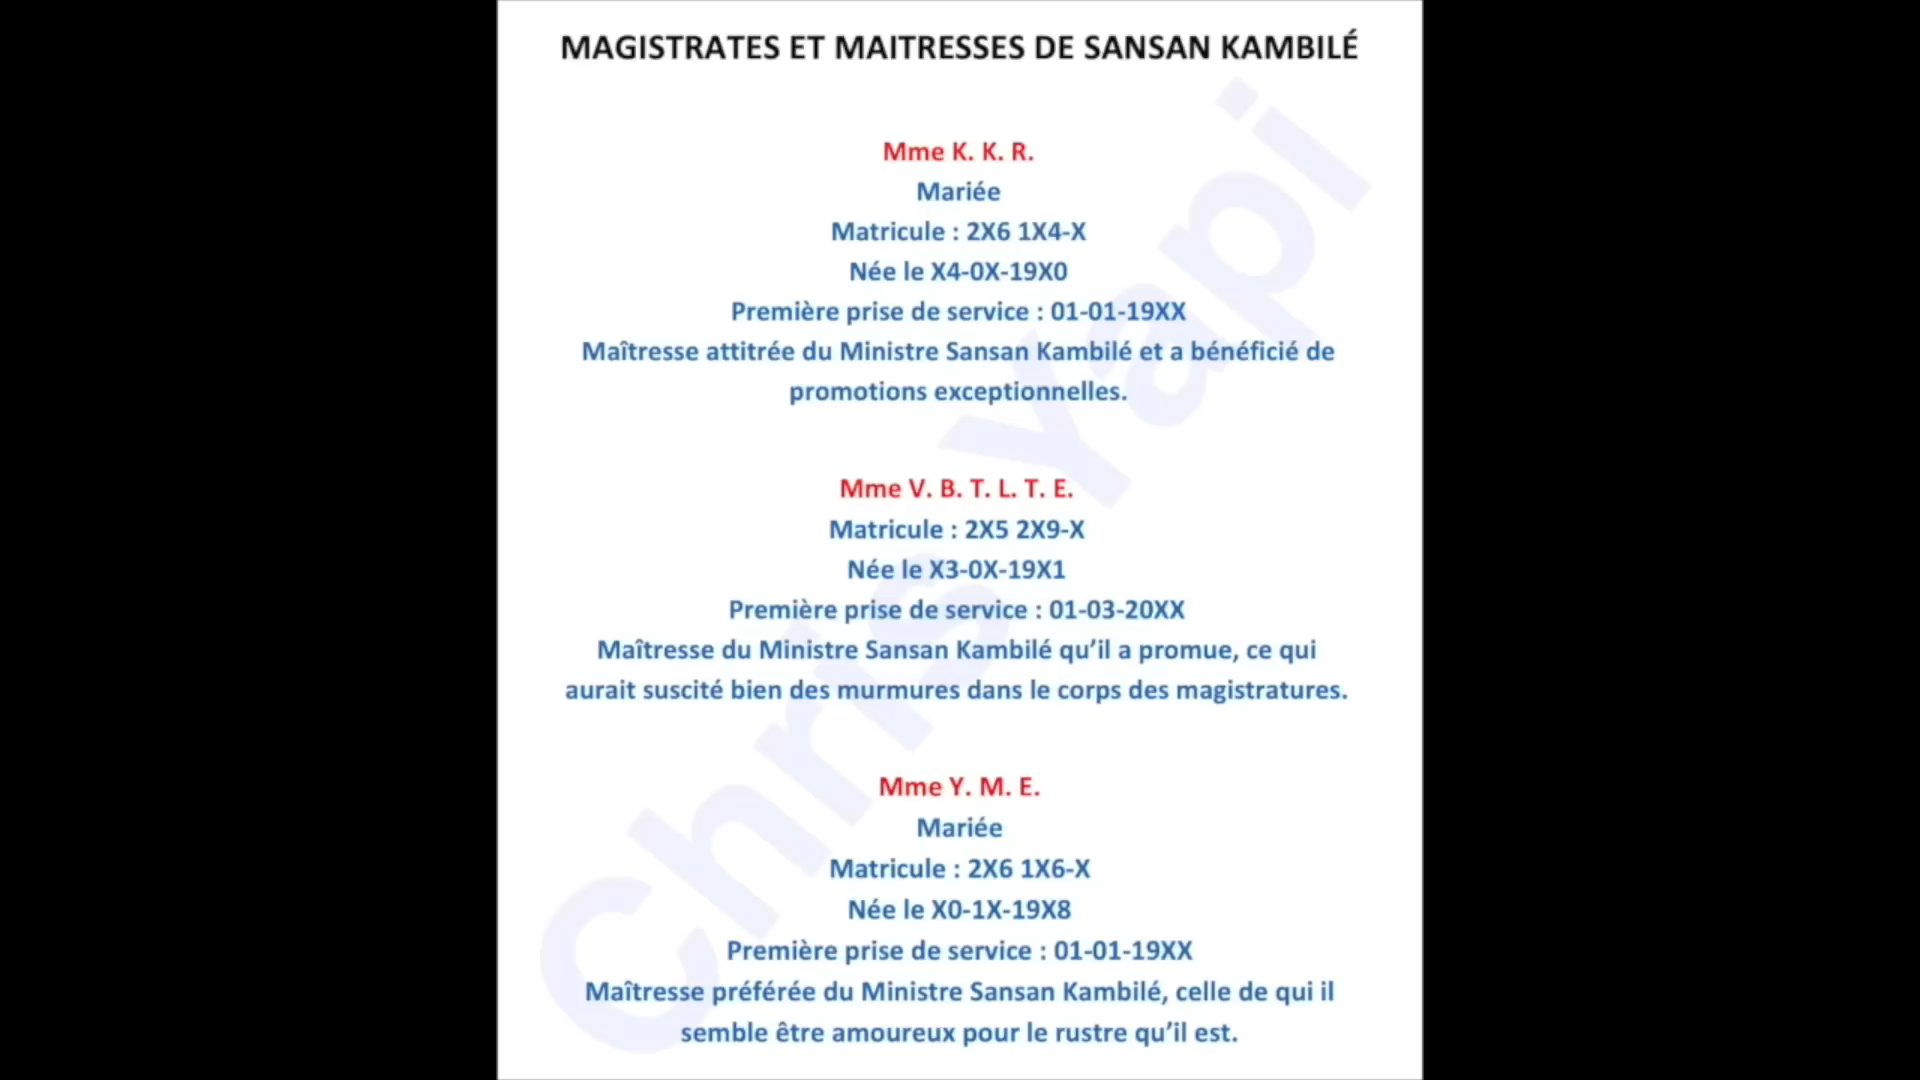 MAGISTRATES ET MAITRESSES DE SANSAN KAMBILÉ
Mme K. K. R.
Mariée
Matricule : 2X6 1X4-X
Née le X4-0X-19X0
Première prise de service : 01-01-19XX
Maîtresse attitrée du Ministre Sansan Kambilé et a bénéficié de
promotions exceptionnelles.
Mme V. B. T. L. T. E.
Matricule : 2X5 2X9-X
Née le X3-0X-19X1
Première prise de service : 01-03-20XX
Maîtresse du Ministre Sansan Kambilé qu'il a promue, ce qui
aurait suscité bien des murmures dans le corps des magistratures.
Mme Y. M. E.
Mariée
Matricule : 2X6 1X6-X
Née le X0-1X-19X8
Première prise de service : 01-01-19XX
Maîtresse préférée du Ministre Sansan Kambilé, celle de qui il
semble être amoureux pour le rustre qu'il est.
Chris Yapi